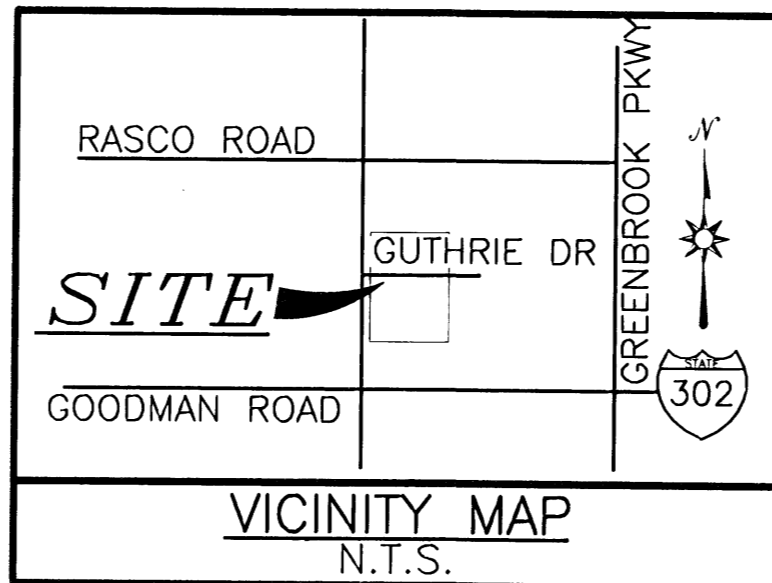 RASCO ROAD
GREENBROOK PKWY
N
GUTHRIE DR
SITE
STATE
302
GOODMAN ROAD
VICINITY MAP
N.T.S.